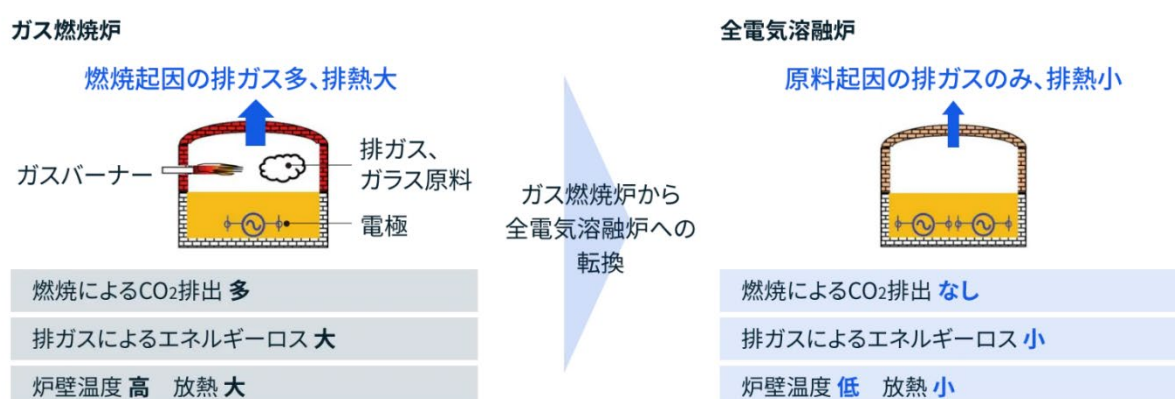 ガス燃焼炉
燃焼起因の排ガス多、排熱大
ガスバーナー
排ガス、
ガラス原料
電極
燃焼によるCO₂排出 多
排ガスによるエネルギーロス 大
炉壁温度 高　放熱 大
ガス燃焼炉から
全電気溶融炉への
転換
全電気溶融炉
原料起因の排ガスのみ、排熱小
燃焼によるCO₂排出 なし
排ガスによるエネルギーロス 小
炉壁温度 低　放熱 小